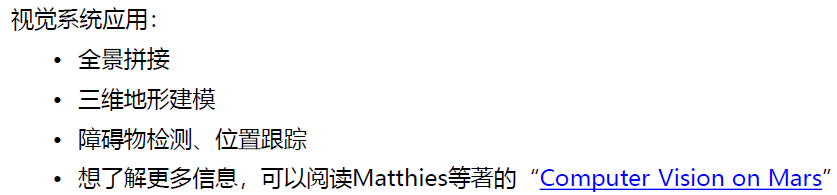 视觉系统应用：
• 全景拼接
• 三维地形建模
• 障碍物检测、位置跟踪
• 想了解更多信息，可以阅读Matthies等著的“Computer Vision on Mars”